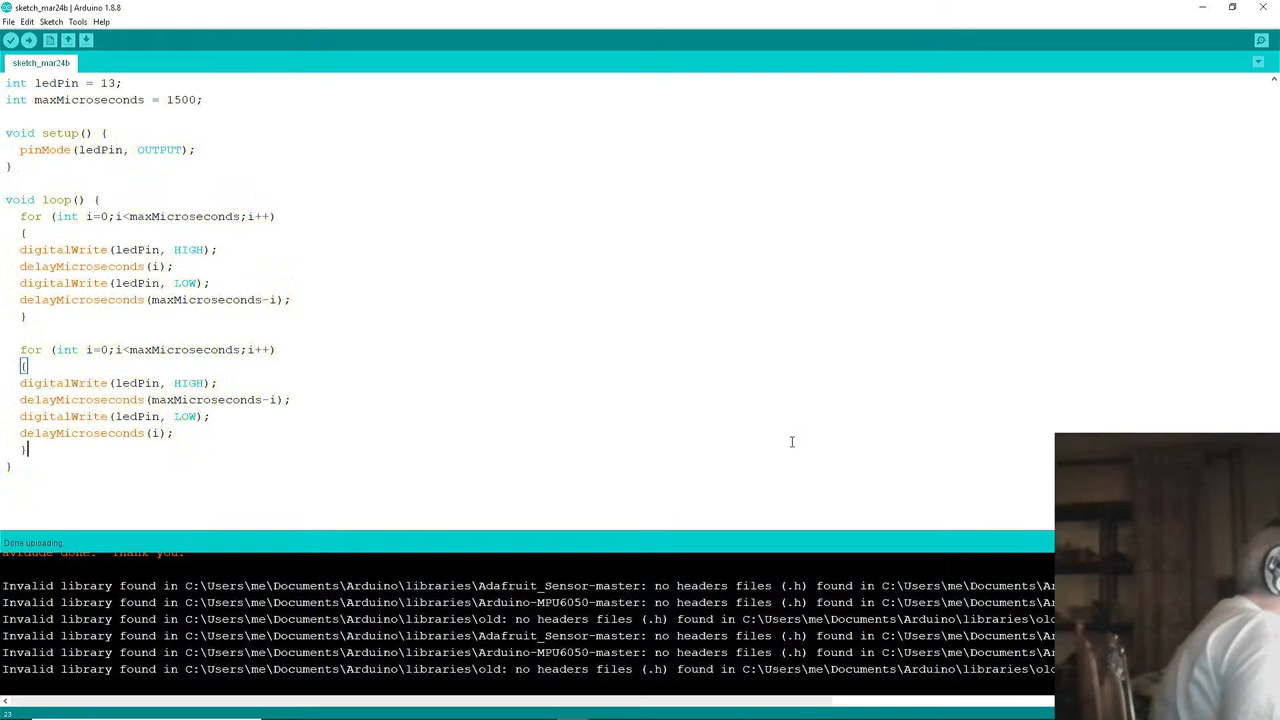 sketch_mar24b | Arduino 1.8.8
File Edit Sketch Tools Help
sketch_mar24b
int ledPin = 13;
int maxMicroseconds = 1500;
void setup() {
pinMode(ledPin, OUTPUT);
}
void loop() {
for (int i=0;i<maxMicroseconds;i++)
{
digitalWrite(ledPin, HIGH);
delayMicroseconds(i);
digitalWrite(ledPin, LOW);
delayMicroseconds(maxMicroseconds-i);
}
for (int i=0;i<maxMicroseconds;i++)
{
digitalWrite(ledPin, HIGH);
delayMicroseconds(maxMicroseconds-i);
digitalWrite(ledPin, LOW);
delayMicroseconds(i);
}
}
Done uploading.
avrdude done. Thank you.
Invalid library found in C:\Users\me\Documents\Arduino\libraries\Adafruit_Sensor-master: no headers files (.h) found in C:\Users\me\Documents\Ar
Invalid library found in C:\Users\me\Documents\Arduino\libraries\Arduino-MPU6050-master: no headers files (.h) found in C:\Users\me\Documents\Ar
Invalid library found in C:\Users\me\Documents\Arduino\libraries\old: no headers files (.h) found in C:\Users\me\Documents\Arduino\libraries\old
Invalid library found in C:\Users\me\Documents\Arduino\libraries\Adafruit_Sensor-master: no headers files (.h) found in C:\Users\me\Documents\Ar
Invalid library found in C:\Users\me\Documents\Arduino\libraries\Arduino-MPU6050-master: no headers files (.h) found in C:\Users\me\Documents\Ar
Invalid library found in C:\Users\me\Documents\Arduino\libraries\old: no headers files (.h) found in C:\Users\me\Documents\Arduino\libraries\old
23